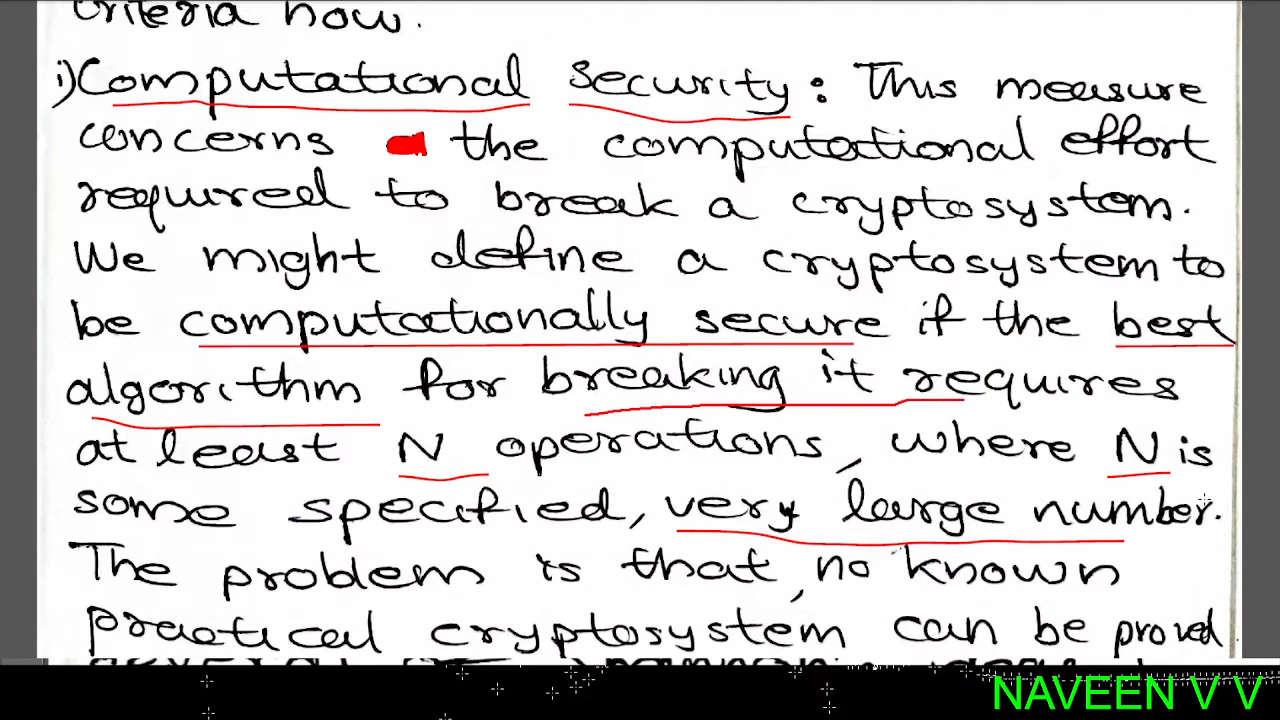 criteria now.
i) Computational security: This measure
concerns the computational effort
required to break a cryptosystem.
We might define a cryptosystem to
be computationally secure if the best
algorithm for breaking it requires
at least N operations, where N is
some specified, very large number.
The problem is that, no known
practical cryptosystem can be proved
NAVEEN V V